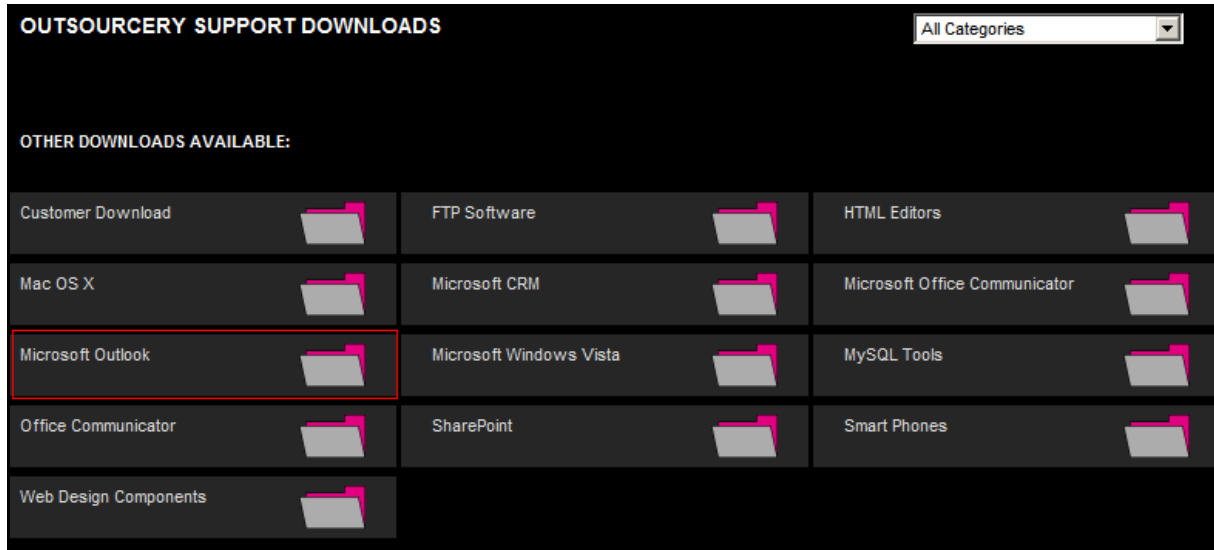 OUTSOURCERY SUPPORT DOWNLOADS
All Categories
OTHER DOWNLOADS AVAILABLE:
Customer Download
FTP Software
HTML Editors
Mac OS X
Microsoft CRM
Microsoft Office Communicator
Microsoft Outlook
Microsoft Windows Vista
MySQL Tools
Office Communicator
SharePoint
Smart Phones
Web Design Components